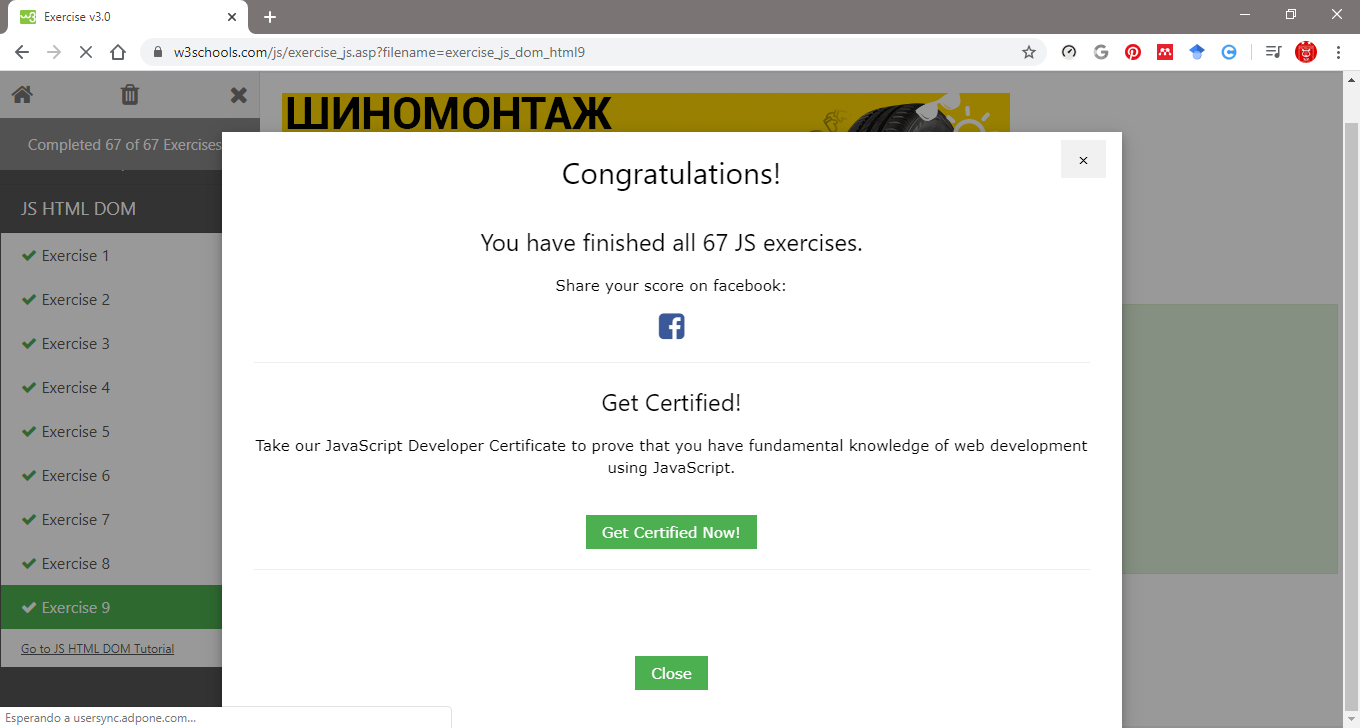 Exercise v3.0
w3schools.com/js/exercise_js.asp?filename=exercise_js_dom_html9
ШИНОМОНТАЖ
Completed 67 of 67 Exercises
JS HTML DOM
Exercise 1
Exercise 2
Exercise 3
Exercise 4
Exercise 5
Exercise 6
Exercise 7
Exercise 8
Exercise 9
Go to JS HTML DOM Tutorial
×
Congratulations!
You have finished all 67 JS exercises.
Share your score on facebook:
Get Certified!
Take our JavaScript Developer Certificate to prove that you have fundamental knowledge of web development
using JavaScript.
Get Certified Now!
Close
Esperando a usersync.adpone.com...